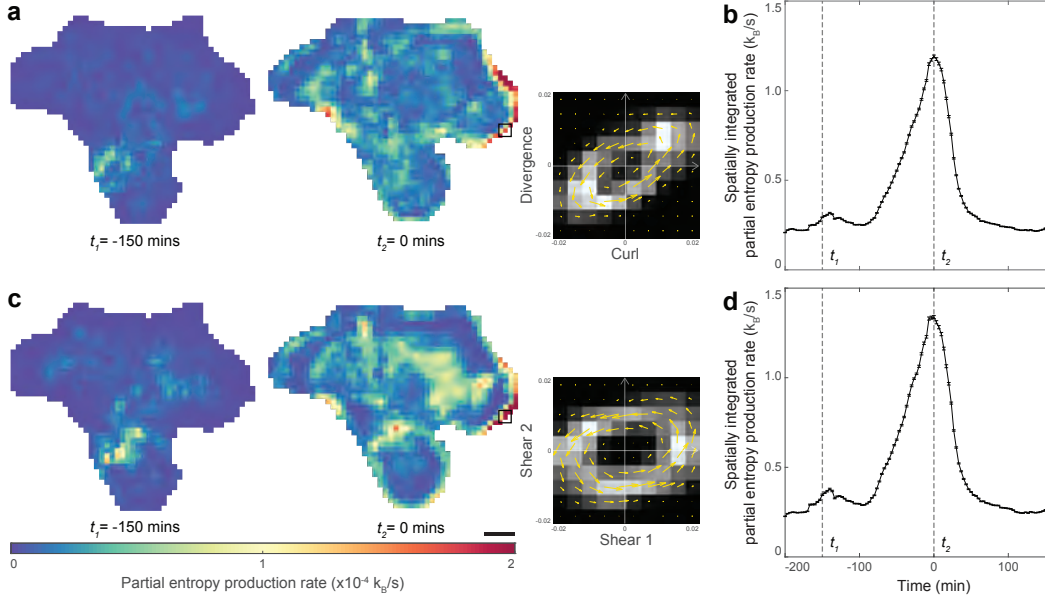 a
t₁= -150 mins
t₂= 0 mins
Divergence
0.02
0
-0.02
-0.02
0
0.02
Curl
b
Spatially integrated
partial entropy production rate (k_B/s)
1.5
1.0
0.5
0
t₁
t₂
c
t₁= -150 mins
t₂= 0 mins
Shear 2
0.02
0
-0.02
-0.02
0
0.02
Shear 1
0
1
2
Partial entropy production rate (x10⁻⁴ k_B/s)
d
Spatially integrated
partial entropy production rate (k_B/s)
1.5
1.0
0.5
0
t₁
t₂
-200
-100
0
100
Time (min)